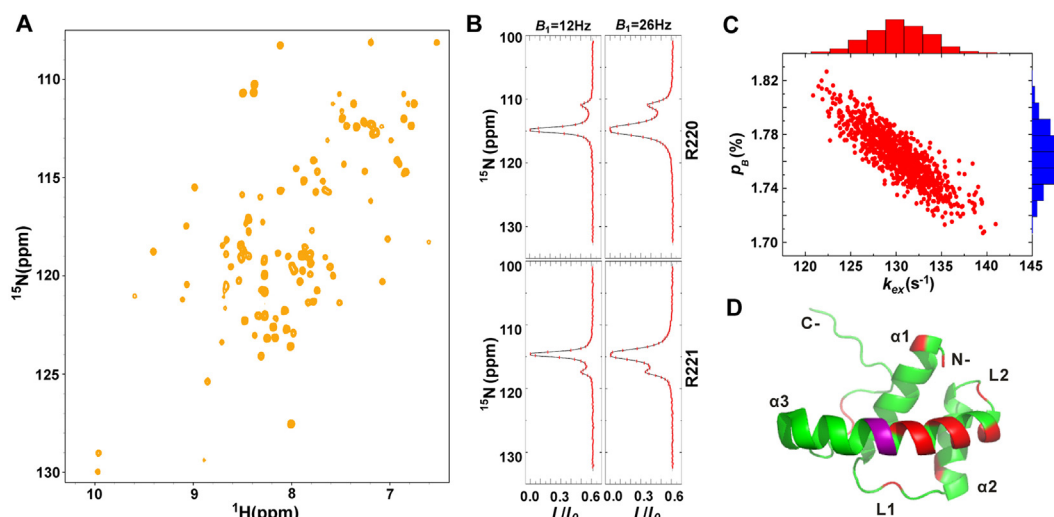 A
110
115
120
125
130
15N(ppm)
10
9
8
7
1H(ppm)
B
B1=12Hz
B1=26Hz
100
110
120
130
15N (ppm)
R220
100
110
120
130
15N (ppm)
R221
0.0
0.3
0.6
0.0
0.3
0.6
I/I0
I/I0
C
1.82
1.78
1.74
1.70
pB(%)
120
125
130
135
140
145
kex(s-1)
D
C-
α1
N-
L2
α3
α2
L1